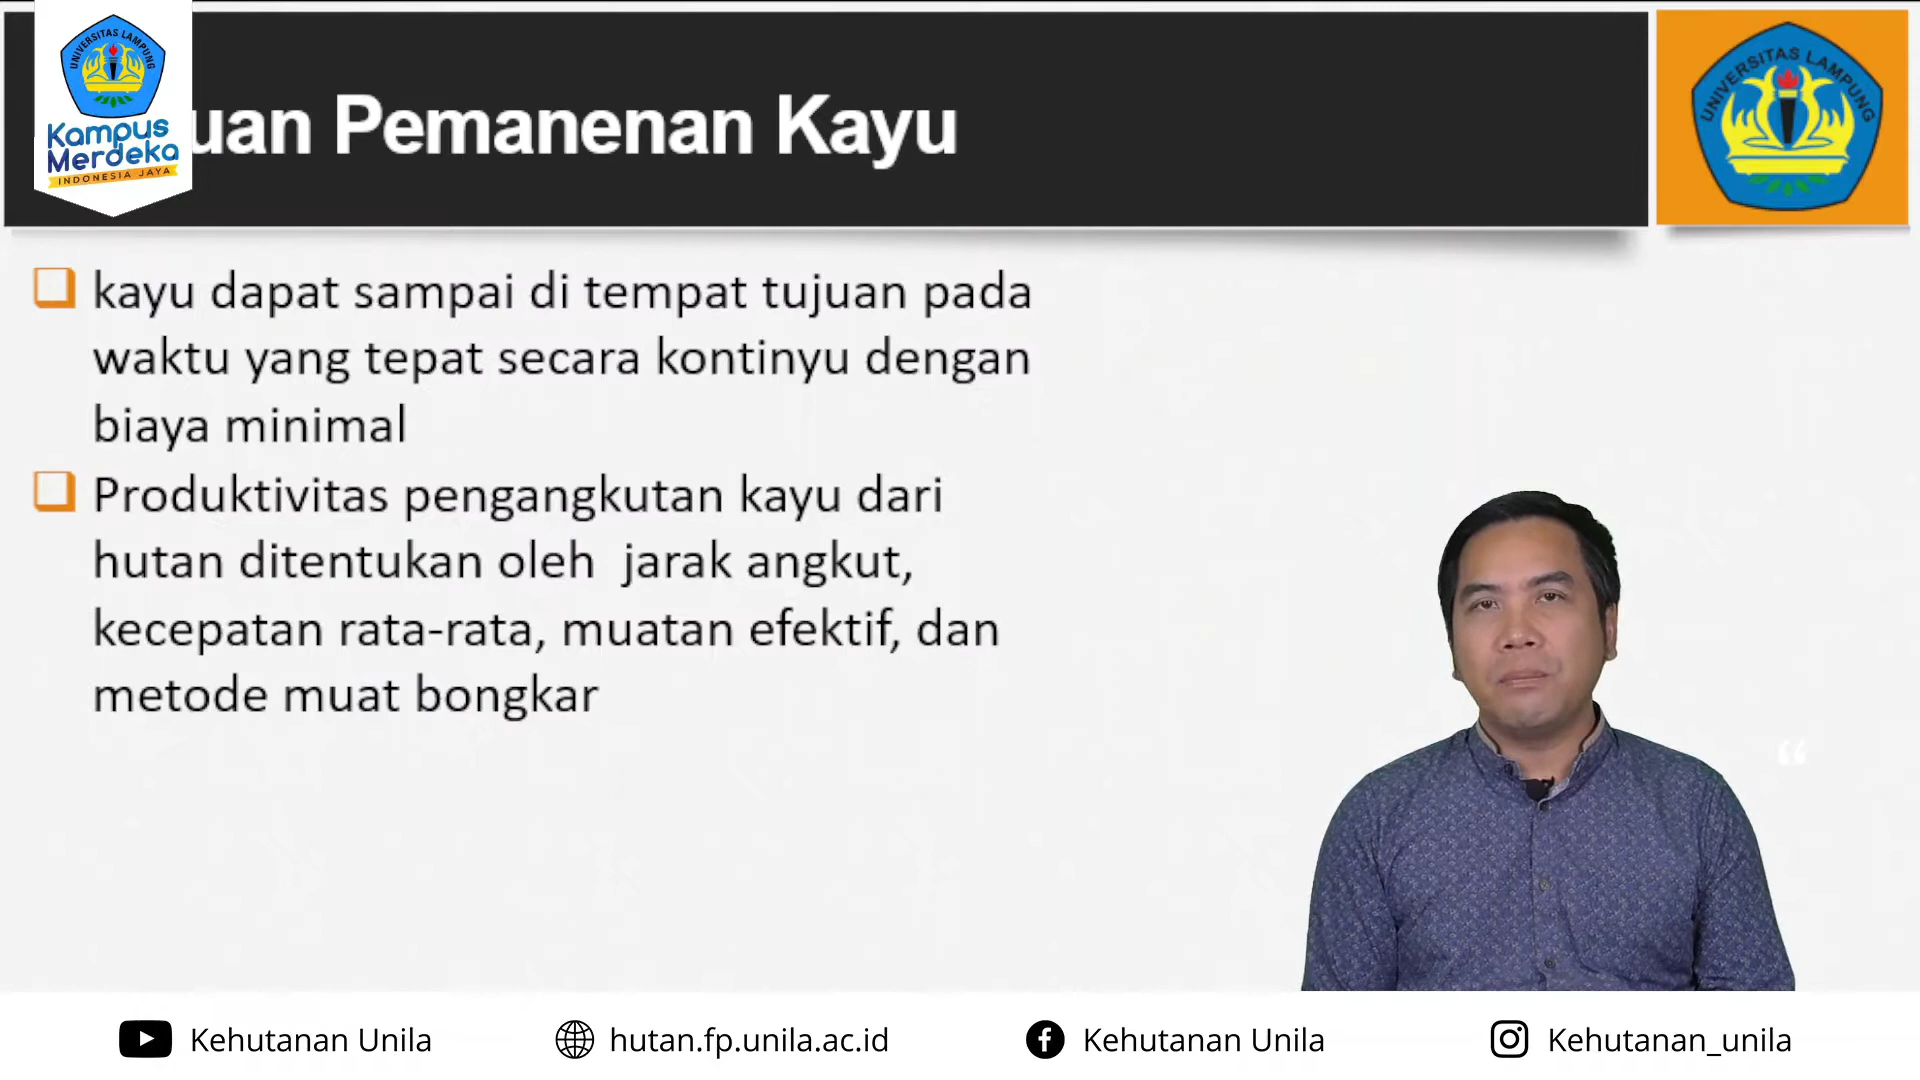 UNIVERSITAS LAMPUNG
Kampus
Merdeka
INDONESIA JAYA
uan Pemanenan Kayu
UNIVERSITAS LAMPUNG
kayu dapat sampai di tempat tujuan pada
waktu yang tepat secara kontinyu dengan
biaya minimal
Produktivitas pengangkutan kayu dari
hutan ditentukan oleh jarak angkut,
kecepatan rata-rata, muatan efektif, dan
metode muat bongkar
“
Kehutanan Unila
hutan.fp.unila.ac.id
Kehutanan Unila
Kehutanan_unila